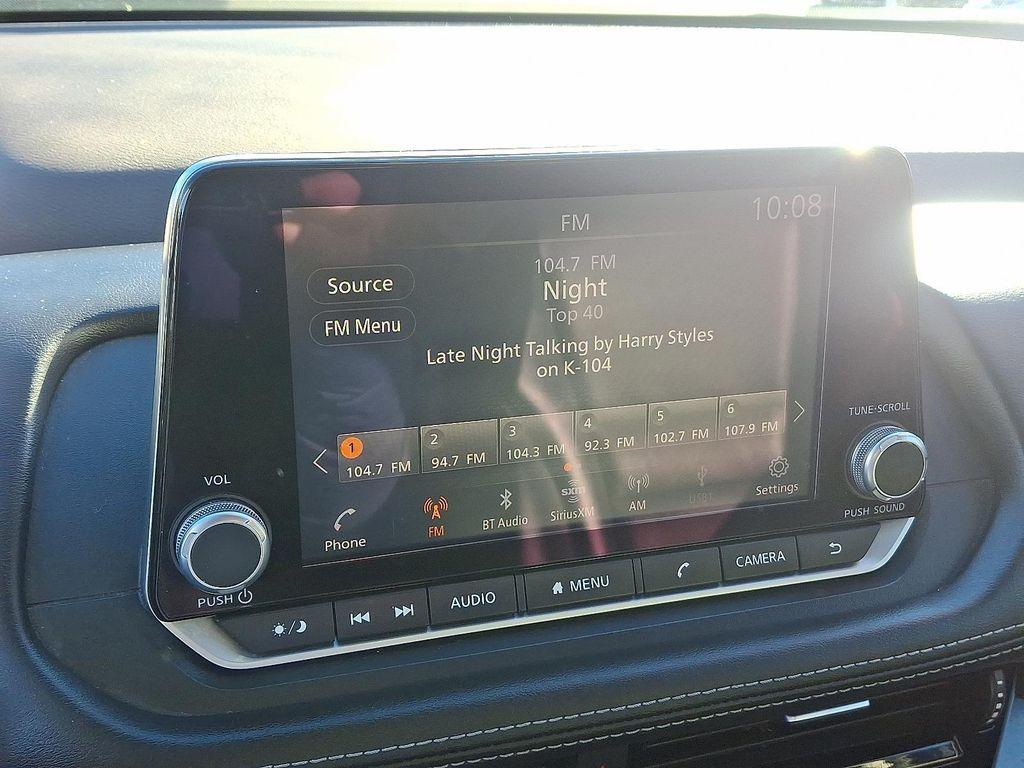 FM
10:08
104.7 FM
Night
Top 40
Source
FM Menu
Late Night Talking by Harry Styles
on K-104
1
104.7 FM
2
94.7 FM
3
104.3 FM
4
92.3 FM
5
102.7 FM
6
107.9 FM
Phone
FM
BT Audio
sxm
SiriusXM
AM
USB1
Settings
VOL
PUSH
TUNE·SCROLL
PUSH SOUND
AUDIO
MENU
CAMERA